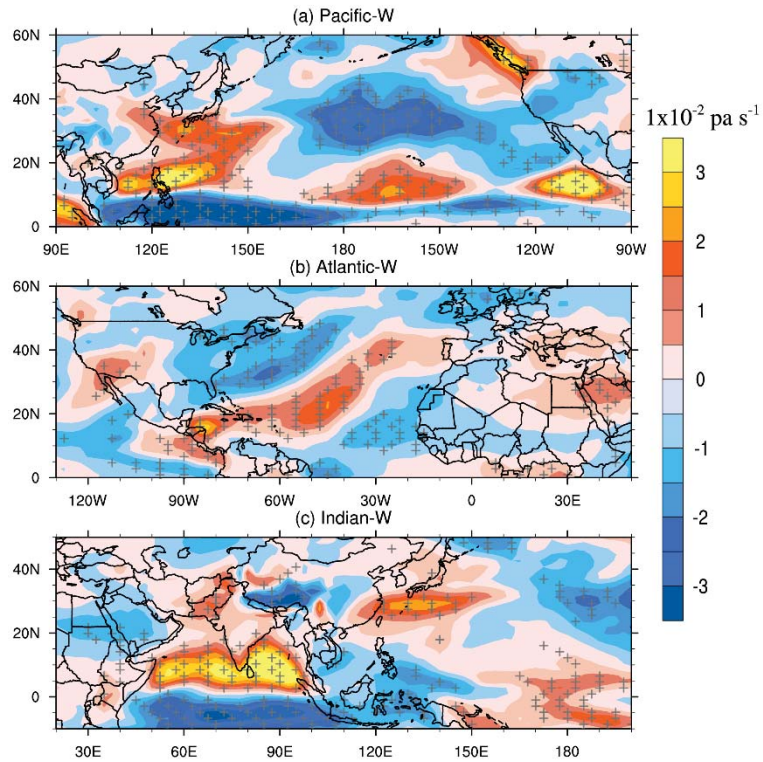 (a) Pacific-W
60N
40N
20N
0
90E 120E 150E 180 150W 120W 90W
1x10⁻² pa s⁻¹
3
2
1
0
-1
-2
-3
(b) Atlantic-W
60N
40N
20N
0
120W 90W 60W 30W 0 30E
(c) Indian-W
40N
20N
0
30E 60E 90E 120E 150E 180